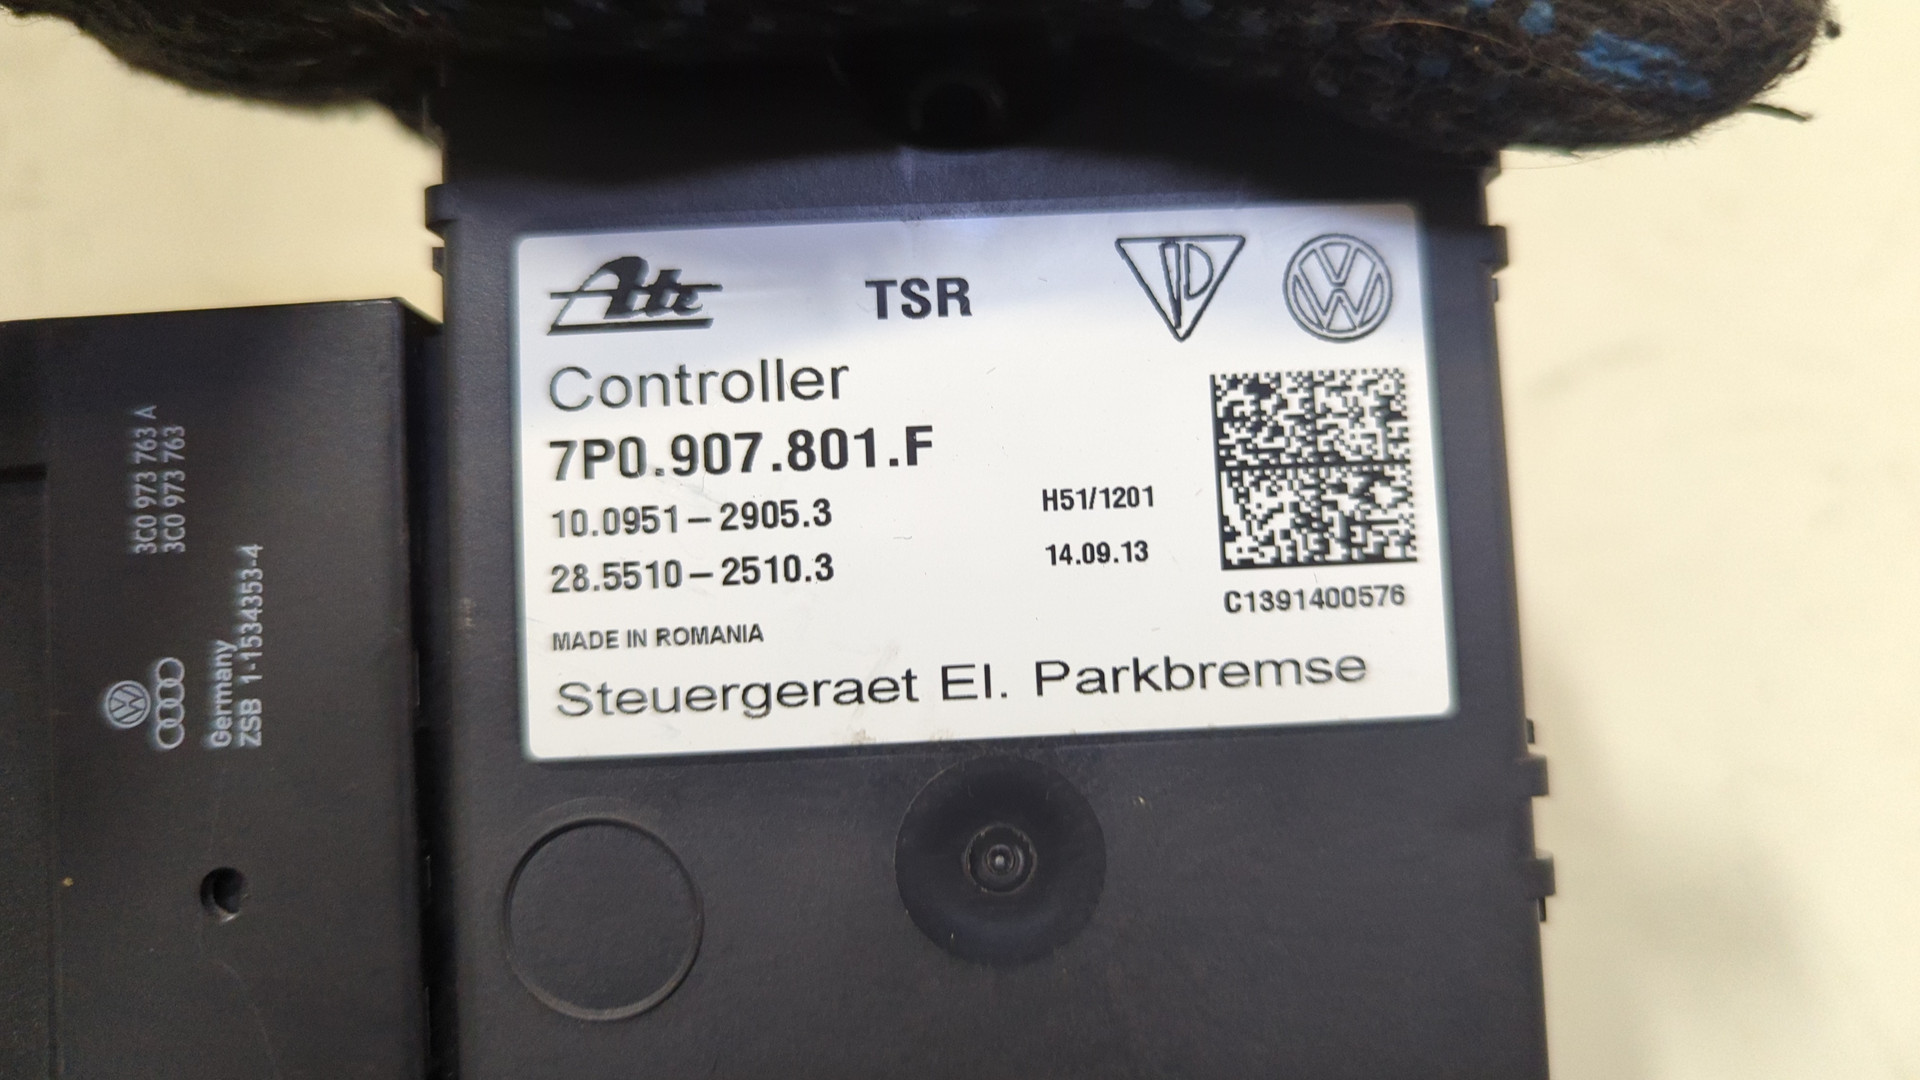 Ate
TSR
Controller
7P0.907.801.F
10.0951-2905.3
H51/1201
28.5510-2510.3
14.09.13
C1391400576
MADE IN ROMANIA
Steuergeraet El. Parkbremse
3C0 973 763 A
3C0 973 763
Germany
ZSB 1-1534353-4